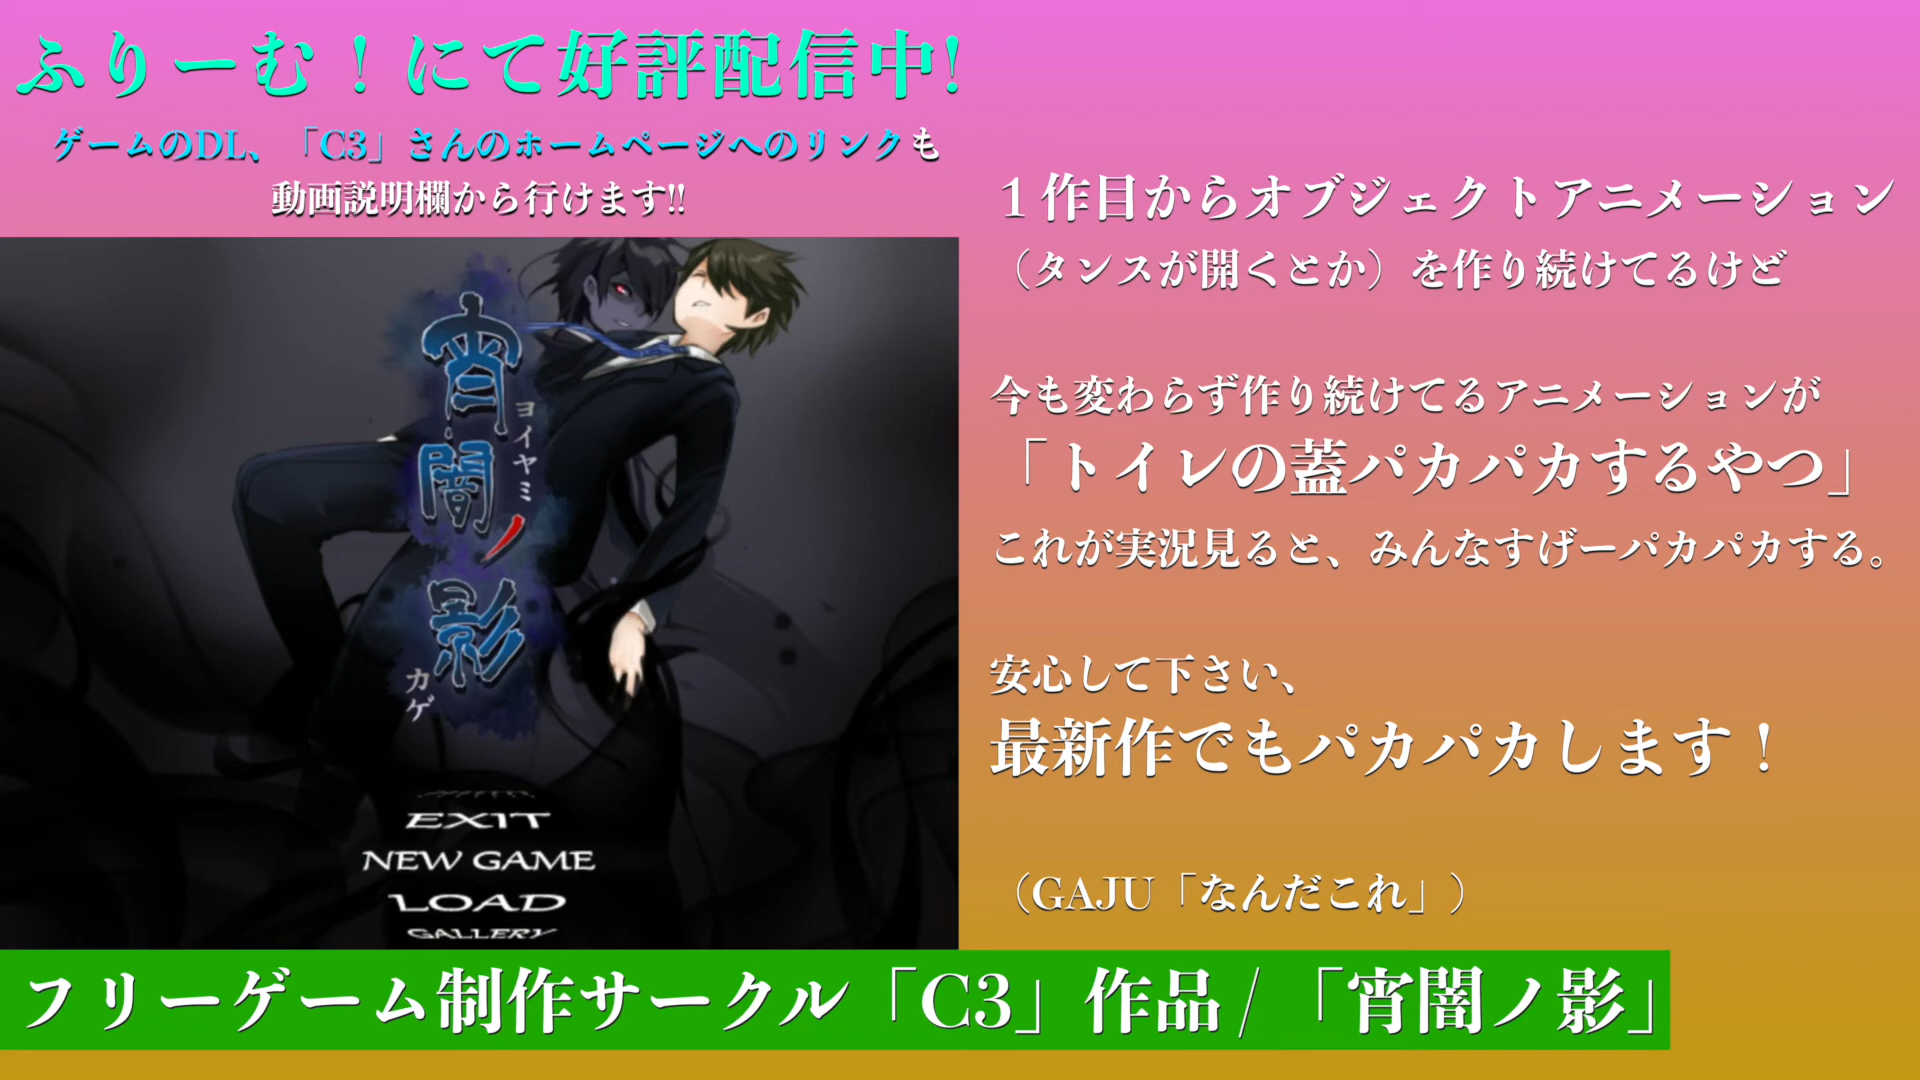 ふりーむ！にて好評配信中!
ゲームのDL、「C3」さんのホームページへのリンクも
動画説明欄から行けます!!
宵闇ノ影
ヨイヤミ
カゲ
EXIT
NEW GAME
LOAD
GALLERY
１作目からオブジェクトアニメーション
（タンスが開くとか）を作り続けてるけど
今も変わらず作り続けてるアニメーションが
「トイレの蓋パカパカするやつ」
これが実況見ると、みんなすげーパカパカする。
安心して下さい、
最新作でもパカパカします！
（GAJU「なんだこれ」）
フリーゲーム制作サークル「C3」作品 / 「宵闇ノ影」